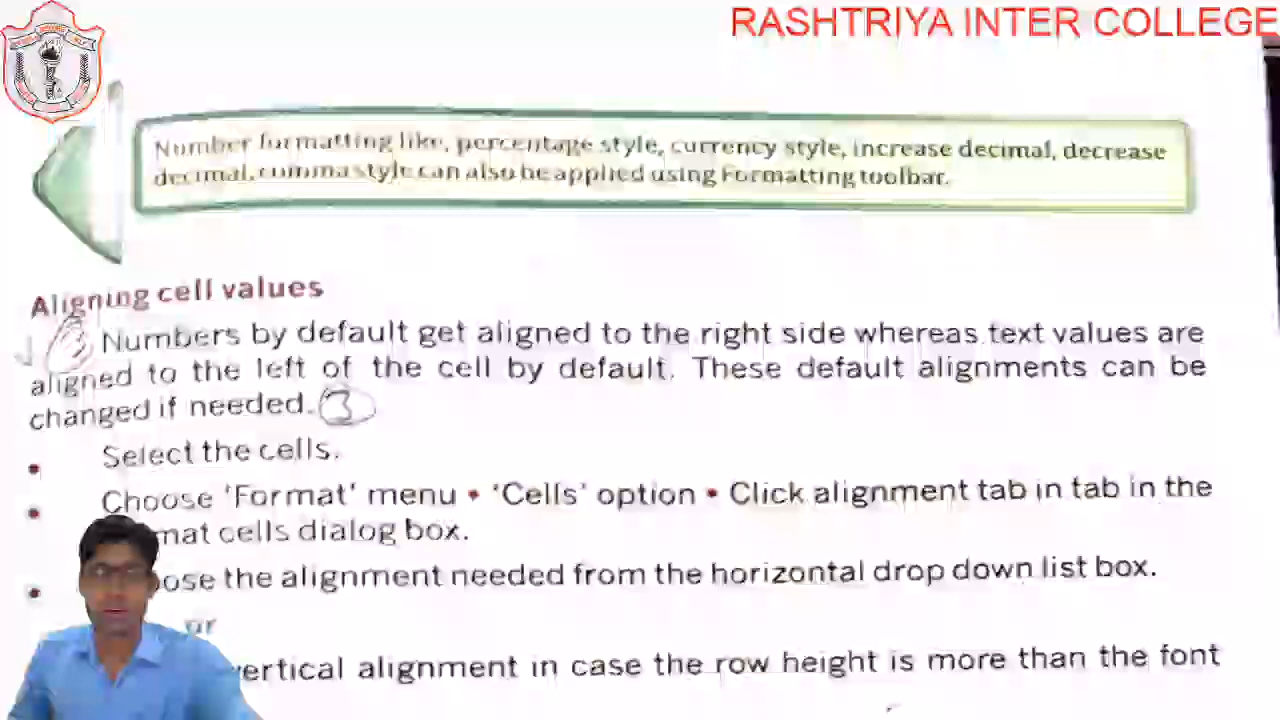 RASHTRIYA INTER COLLEGE
Number formatting like, percentage style, currency style, increase decimal, decrease
decimal, comma style can also be applied using Formatting toolbar.
Aligning cell values
Numbers by default get aligned to the right side whereas text values are
aligned to the left of the cell by default. These default alignments can be
changed if needed. 3
• Select the cells.
• Choose 'Format' menu • 'Cells' option • Click alignment tab in tab in the
mat cells dialog box.
• ose the alignment needed from the horizontal drop down list box.
or
vertical alignment in case the row height is more than the font